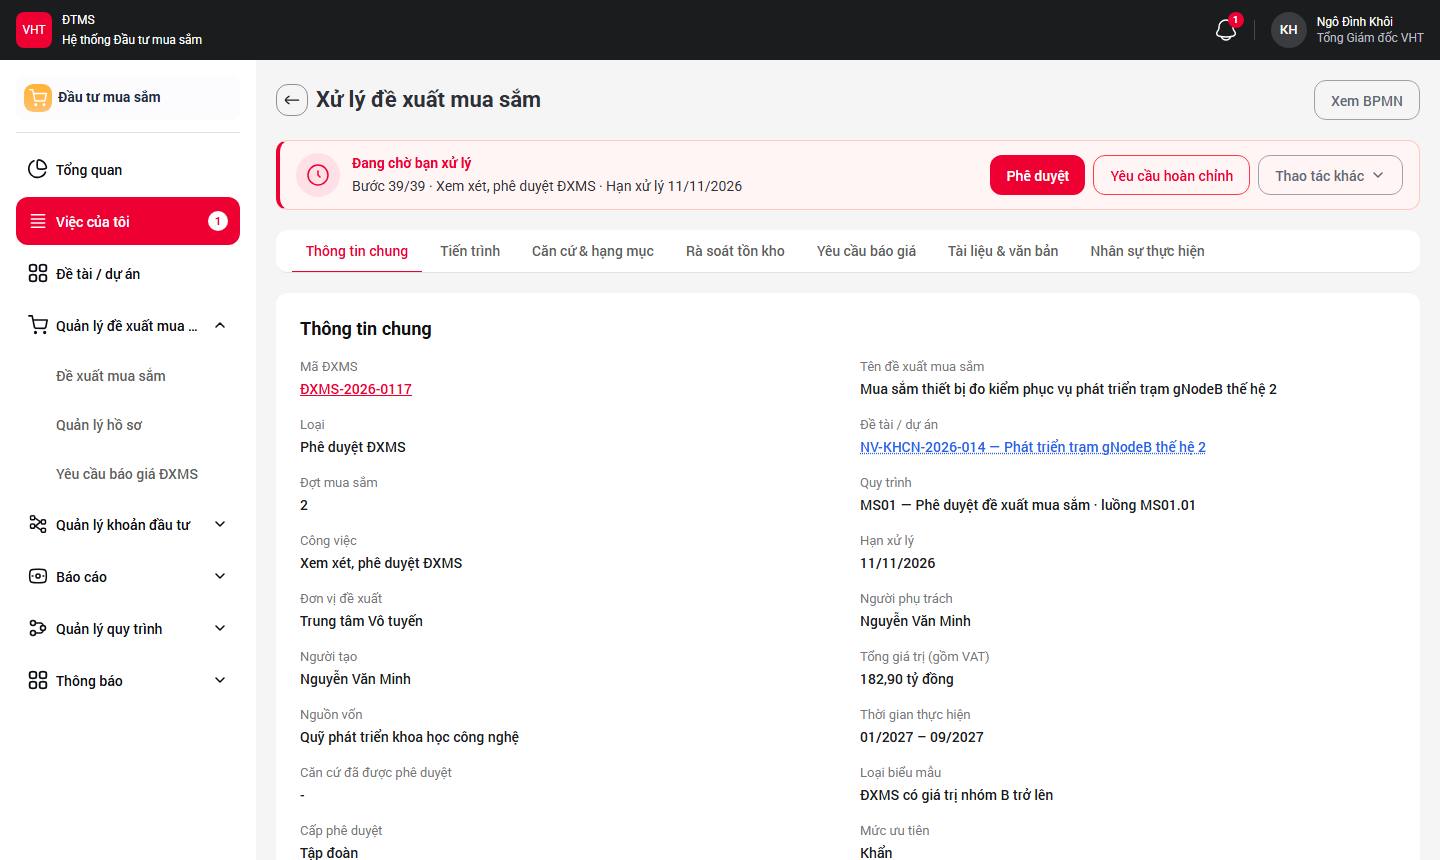 VHT
ĐTMS
Hệ thống Đầu tư mua sắm
1
KH
Ngô Đình Khôi
Tổng Giám đốc VHT
Đầu tư mua sắm
Tổng quan
Việc của tôi
1
Đề tài / dự án
Quản lý đề xuất mua ...
Đề xuất mua sắm
Quản lý hồ sơ
Yêu cầu báo giá ĐXMS
Quản lý khoản đầu tư
Báo cáo
Quản lý quy trình
Thông báo
Xử lý đề xuất mua sắm
Xem BPMN
Đang chờ bạn xử lý
Bước 39/39 · Xem xét, phê duyệt ĐXMS · Hạn xử lý 11/11/2026
Phê duyệt
Yêu cầu hoàn chỉnh
Thao tác khác
Thông tin chung
Tiến trình
Căn cứ & hạng mục
Rà soát tồn kho
Yêu cầu báo giá
Tài liệu & văn bản
Nhân sự thực hiện
Thông tin chung
Mã ĐXMS
ĐXMS-2026-0117
Tên đề xuất mua sắm
Mua sắm thiết bị đo kiểm phục vụ phát triển trạm gNodeB thế hệ 2
Loại
Phê duyệt ĐXMS
Đề tài / dự án
NV-KHCN-2026-014 — Phát triển trạm gNodeB thế hệ 2
Đợt mua sắm
2
Quy trình
MS01 — Phê duyệt đề xuất mua sắm · luồng MS01.01
Công việc
Xem xét, phê duyệt ĐXMS
Hạn xử lý
11/11/2026
Đơn vị đề xuất
Trung tâm Vô tuyến
Người phụ trách
Nguyễn Văn Minh
Người tạo
Nguyễn Văn Minh
Tổng giá trị (gồm VAT)
182,90 tỷ đồng
Nguồn vốn
Quỹ phát triển khoa học công nghệ
Thời gian thực hiện
01/2027 – 09/2027
Căn cứ đã được phê duyệt
-
Loại biểu mẫu
ĐXMS có giá trị nhóm B trở lên
Cấp phê duyệt
Tập đoàn
Mức ưu tiên
Khẩn